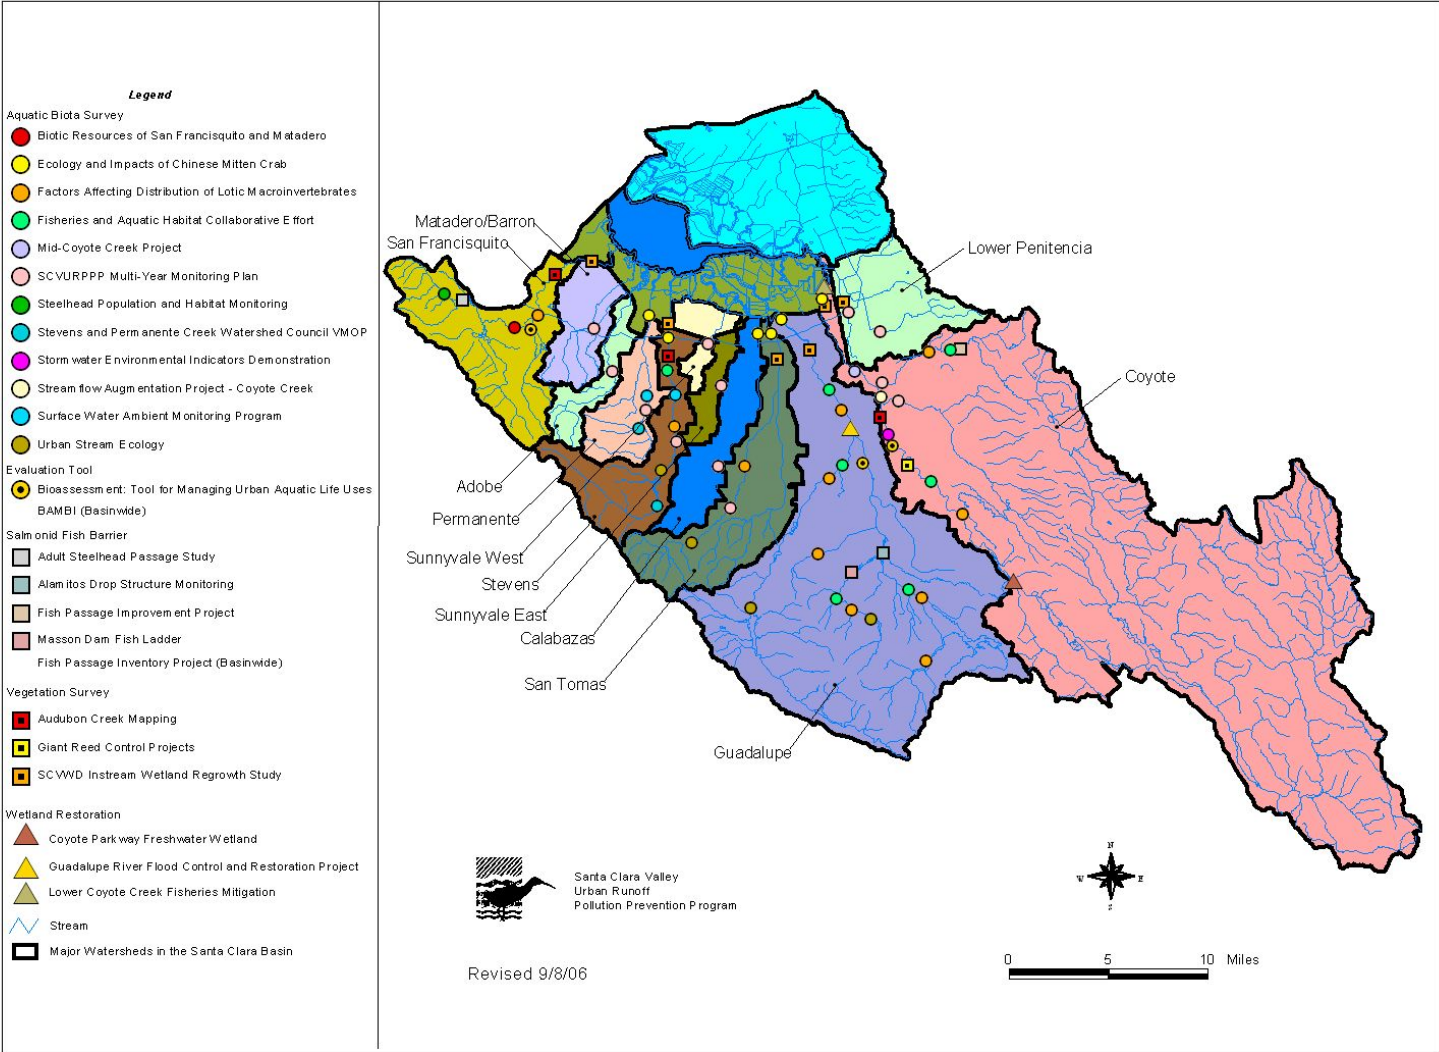 Legend
Aquatic Biota Survey
Biotic Resources of San Francisquito and Matadero
Ecology and Impacts of Chinese Mitten Crab
Factors Affecting Distribution of Lotic Macroinvertebrates
Fisheries and Aquatic Habitat Collaborative Effort
Mid-Coyote Creek Project
SCVURPPP Multi-Year Monitoring Plan
Steelhead Population and Habitat Monitoring
Stevens and Permanente Creek Watershed Council VMOP
Stormwater Environmental Indicators Demonstration
Streamflow Augmentation Project - Coyote Creek
Surface Water Ambient Monitoring Program
Urban Stream Ecology
Evaluation Tool
Bioassessment: Tool for Managing Urban Aquatic Life Uses
BAMBI (Basinwide)
Salmonid Fish Barrier
Adult Steelhead Passage Study
Alamitos Drop Structure Monitoring
Fish Passage Improvement Project
Masson Dam Fish Ladder
Fish Passage Inventory Project (Basinwide)
Vegetation Survey
Audubon Creek Mapping
Giant Reed Control Projects
SCVWD Instream Wetland Regrowth Study
Wetland Restoration
Coyote Parkway Freshwater Wetland
Guadalupe River Flood Control and Restoration Project
Lower Coyote Creek Fisheries Mitigation
Stream
Major Watersheds in the Santa Clara Basin
Matadero/Barron
San Francisquito
Lower Penitencia
Coyote
Adobe
Permanente
Sunnyvale West
Stevens
Sunnyvale East
Calabazas
San Tomas
Guadalupe
Santa Clara Valley
Urban Runoff
Pollution Prevention Program
Revised 9/8/06
N
W E
S
0 5 10 Miles